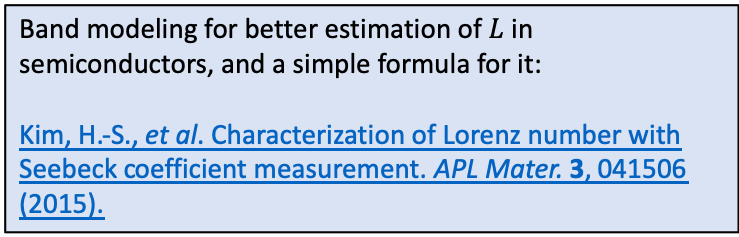 Band modeling for better estimation of L in
semiconductors, and a simple formula for it:
Kim, H.-S., et al. Characterization of Lorenz number with
Seebeck coefficient measurement. APL Mater. 3, 041506
(2015).